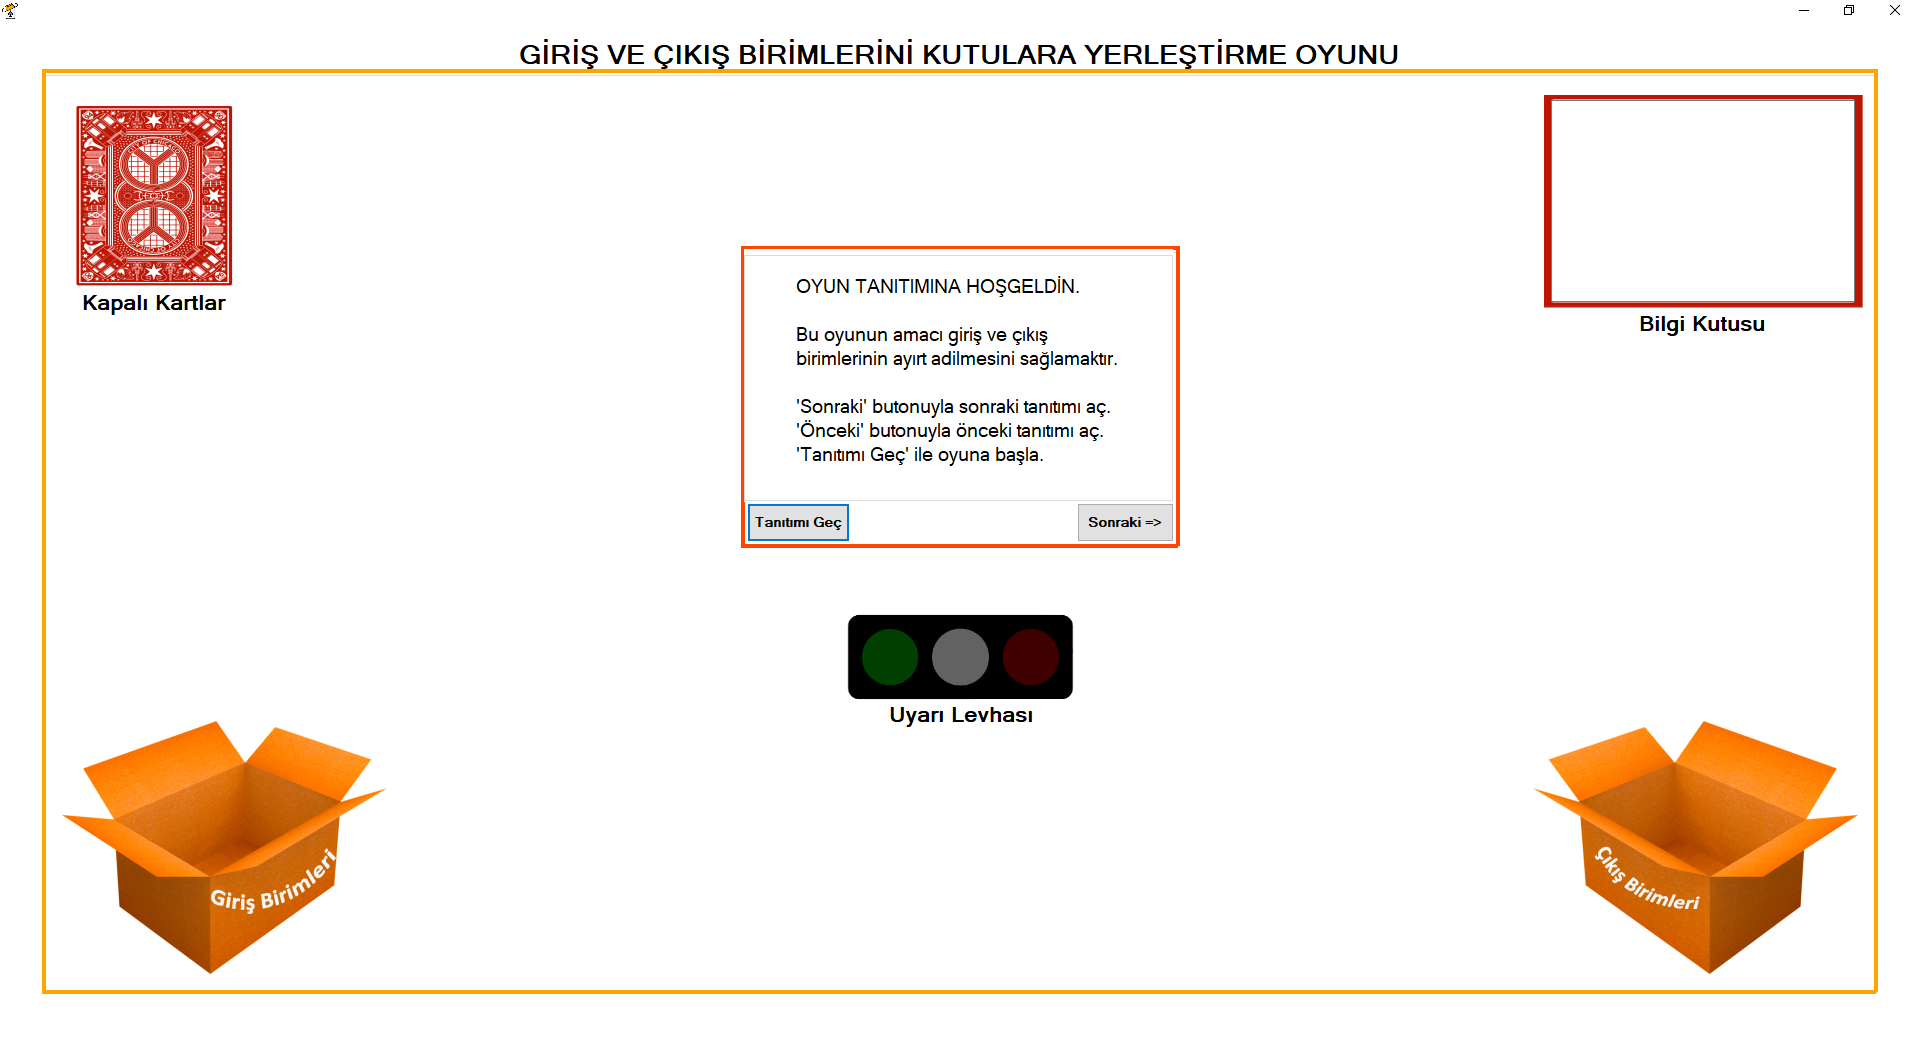 GİRİŞ VE ÇIKIŞ BİRİMLERİNİ KUTULARA YERLEŞTİRME OYUNU
Kapalı Kartlar
Bilgi Kutusu
OYUN TANITIMINA HOŞGELDİN.
Bu oyunun amacı giriş ve çıkış
birimlerinin ayırt adilmesini sağlamaktır.
'Sonraki' butonuyla sonraki tanıtımı aç.
'Önceki' butonuyla önceki tanıtımı aç.
'Tanıtımı Geç' ile oyuna başla.
Tanıtımı Geç
Sonraki =>
Uyarı Levhası
Giriş Birimleri
Çıkış Birimleri